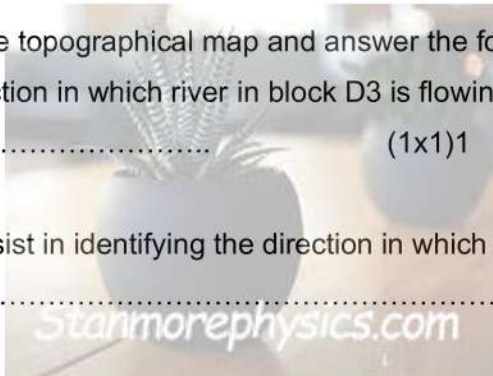 e topographical map and answer the fo
tion in which river in block D3 is flowin
........................ (1x1)1
sist in identifying the direction in which
................................................
Stanmorephysics.com